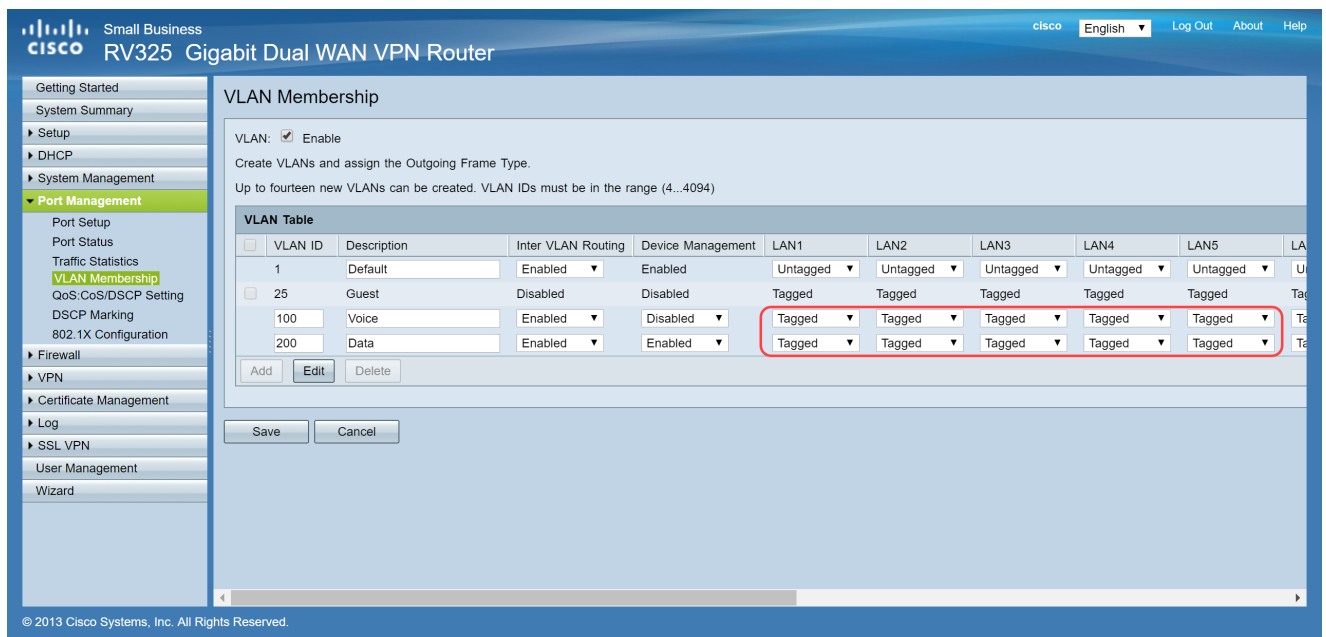 Small Business
cisco English Log Out About Help
CISCO RV325 Gigabit Dual WAN VPN Router
Getting Started
System Summary
Setup
DHCP
System Management
Port Management
Port Setup
Port Status
Traffic Statistics
VLAN Membership
QoS:CoS/DSCP Setting
DSCP Marking
802.1X Configuration
Firewall
VPN
Certificate Management
Log
SSL VPN
User Management
Wizard
VLAN Membership
VLAN: Enable
Create VLANs and assign the Outgoing Frame Type.
Up to fourteen new VLANs can be created. VLAN IDs must be in the range (4...4094)
VLAN Table
VLAN ID Description Inter VLAN Routing Device Management LAN1 LAN2 LAN3 LAN4 LAN5 LA
1 Default Enabled Enabled Untagged Untagged Untagged Untagged Untagged
25 Guest Disabled Disabled Tagged Tagged Tagged Tagged Tagged Tag
100 Voice Enabled Disabled Tagged Tagged Tagged Tagged Tagged Ta
200 Data Enabled Enabled Tagged Tagged Tagged Tagged Tagged Ta
Add Edit Delete
Save Cancel
© 2013 Cisco Systems, Inc. All Rights Reserved.